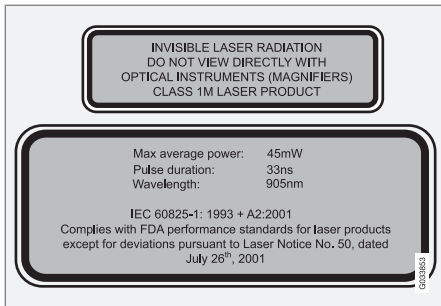 INVISIBLE LASER RADIATION
DO NOT VIEW DIRECTLY WITH
OPTICAL INSTRUMENTS (MAGNIFIERS)
CLASS 1M LASER PRODUCT
Max average power: 45mW
Pulse duration: 33ns
Wavelength: 905nm
IEC 60825-1: 1993 + A2:2001
Complies with FDA performance standards for laser products
except for deviations pursuant to Laser Notice No. 50, dated
July 26th, 2001
G033853